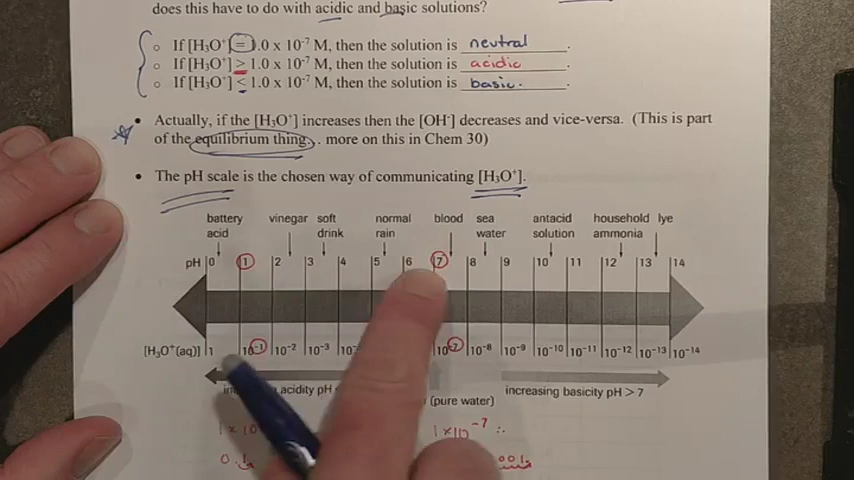 does this have to do with acidic and basic solutions?
○ If [H₃O⁺] = 1.0 x 10⁻⁷ M, then the solution is neutral.
○ If [H₃O⁺] > 1.0 x 10⁻⁷ M, then the solution is acidic.
○ If [H₃O⁺] < 1.0 x 10⁻⁷ M, then the solution is basic.
• Actually, if the [H₃O⁺] increases then the [OH⁻] decreases and vice-versa. (This is part
of the equilibrium thing... more on this in Chem 30)
• The pH scale is the chosen way of communicating [H₃O⁺].
battery vinegar soft normal blood sea antacid household lye
acid drink rain water solution ammonia
pH 0 1 2 3 4 5 6 7 8 9 10 11 12 13 14
[H₃O⁺(aq)] 1 10⁻¹ 10⁻² 10⁻³ 10⁻ 10⁻⁷ 10⁻⁸ 10⁻⁹ 10⁻¹⁰ 10⁻¹¹ 10⁻¹² 10⁻¹³ 10⁻¹⁴
acidity pH increasing basicity pH > 7
(pure water)
1 x 10 1 x 10⁻⁷ ∴
0.1 001